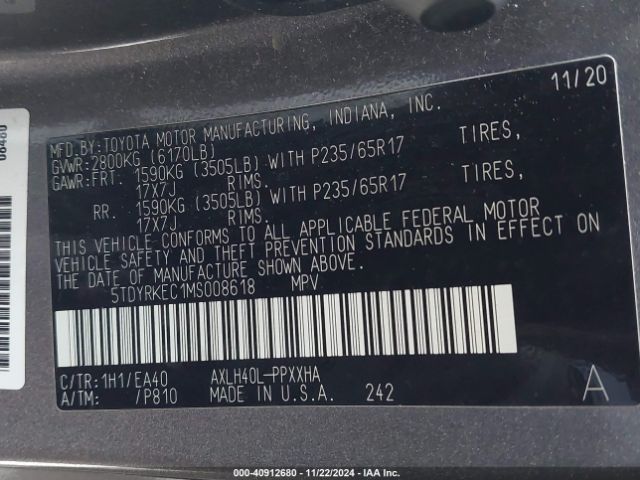 08480
11/20
MFD.BY:TOYOTA MOTOR MANUFACTURING, INDIANA, INC.
GVWR:2800KG (6170LB)
GAWR:FRT. 1590KG (3505LB) WITH P235/65R17 TIRES,
17X7J RIMS.
RR. 1590KG (3505LB) WITH P235/65R17 TIRES,
17X7J RIMS.
THIS VEHICLE CONFORMS TO ALL APPLICABLE FEDERAL MOTOR
VEHICLE SAFETY AND THEFT PREVENTION STANDARDS IN EFFECT ON
THE DATE OF MANUFACTURE SHOWN ABOVE.
5TDYRKEC1MS008618 MPV
C/TR:1H1/EA40 AXLH40L-PPXXHA
A/TM: /P810 MADE IN U.S.A. 242 A
000-40912680 - 11/22/2024 - IAA Inc.